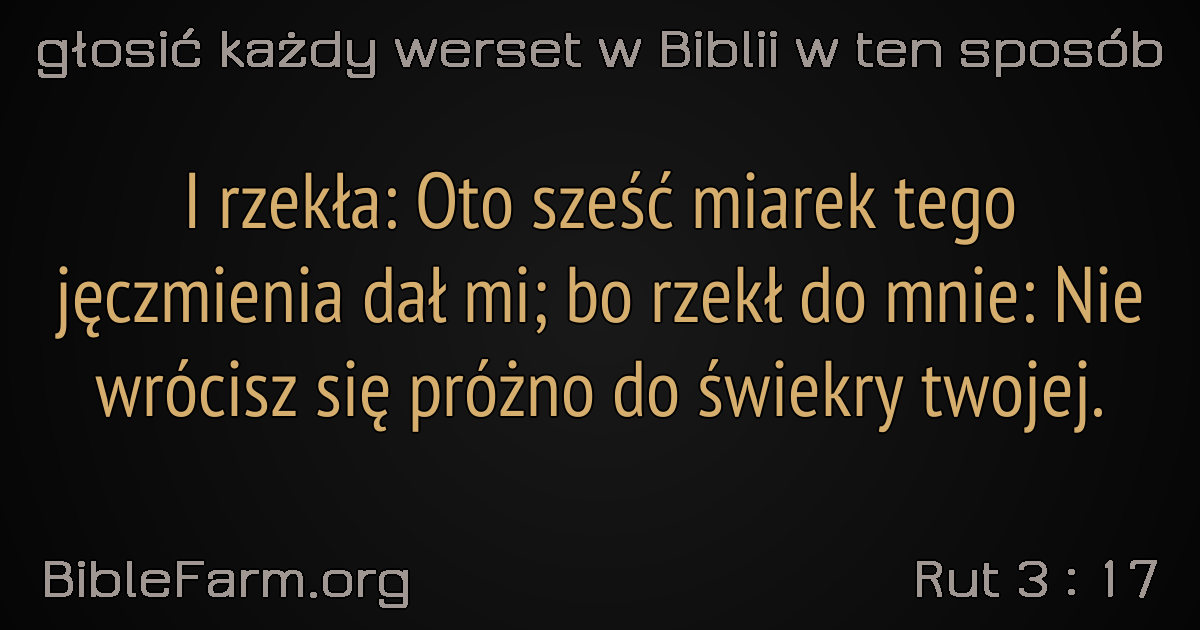 głosić każdy werset w Biblii w ten sposób
I rzekła: Oto sześć miarek tego
jęczmienia dał mi; bo rzekł do mnie: Nie
wrócisz się próżno do świekry twojej.
BibleFarm.org
Rut 3 : 17